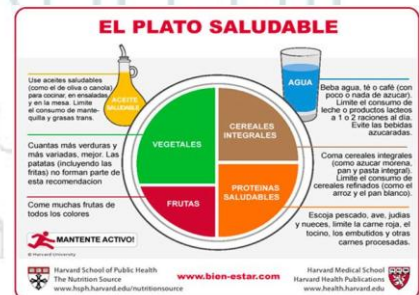 EL PLATO SALUDABLE
Use aceites saludables
(como el de oliva o canola)
para cocinar, en ensaladas,
y en la mesa. Limite
el consumo de mante-
quilla y grasas trans.
ACEITE
SALUDABLE
AGUA
Beba agua, té o café (con
poco o nada de azucar).
Limite el consumo de
leche o productos lacteos
a 1 o 2 raciones al día.
Evite las bebidas
azucaradas.
Cuantas más verduras y
más variadas, mejor. Las
patatas (incluyendo las
fritas) no forman parte de
esta recomendacion
VEGETALES
CEREALES
INTEGRALES
Coma cereales integrales
(como azucar morena,
pan y pasta integral).
Limite el consumo de
cereales refinados (como el
arroz y el pan blanco).
Come muchas frutas de
todos los colores
FRUTAS
PROTEINAS
SALUDABLES
Escoja pescado, ave, judias
y nueces, limite la carne roja, el
tocino, los embutidos y otras
carnes procesadas.
MANTENTE ACTIVO!
© Harvard University
Harvard School of Public Health
The Nutrition Source
www.hsph.harvard.edu/nutritionsource
www.bien-estar.com
Harvard Medical School
Harvard Health Publications
www.health.harvard.edu